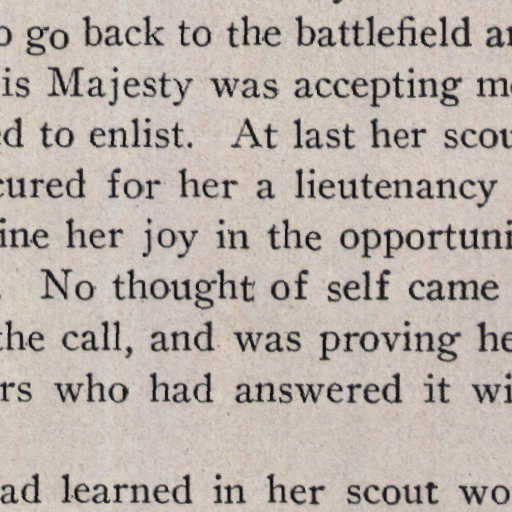 o go back to the battlefield an
is Majesty was accepting me
ed to enlist. At last her scou
cured for her a lieutenancy
ine her joy in the opportuni
. No thought of self came
the call, and was proving he
rs who had answered it wi
ad learned in her scout wo